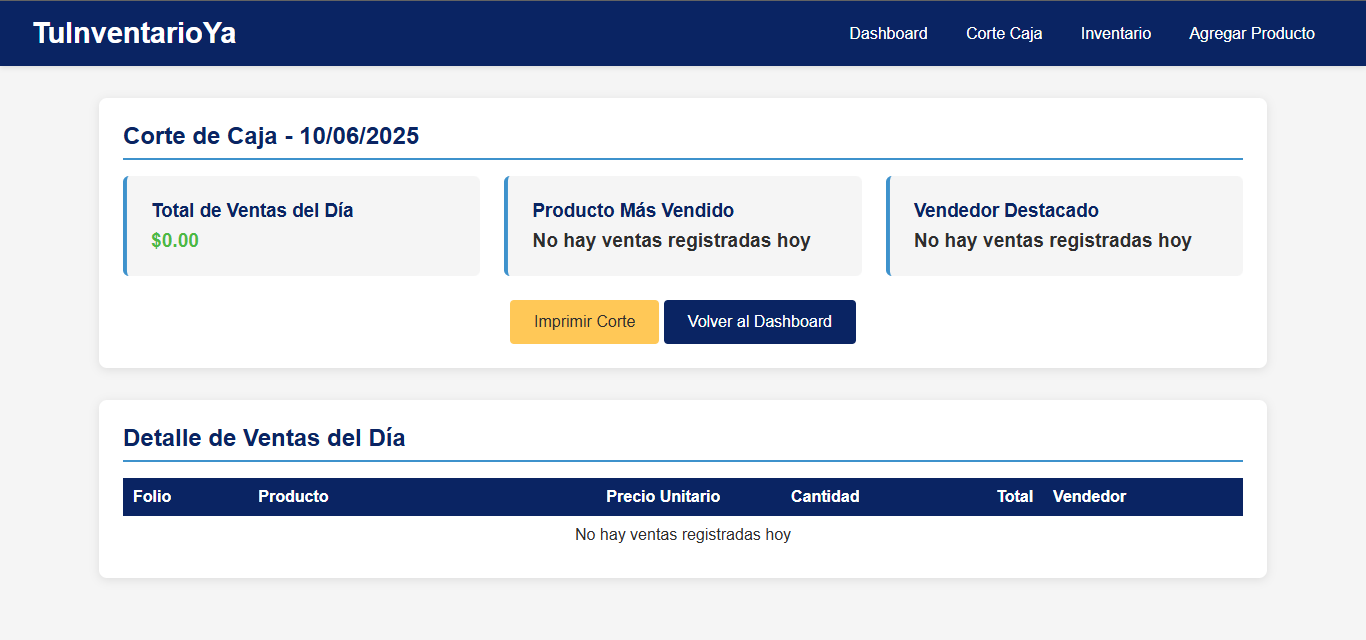 TuInventarioYa
Dashboard Corte Caja Inventario Agregar Producto
Corte de Caja - 10/06/2025
Total de Ventas del Día
$0.00
Producto Más Vendido
No hay ventas registradas hoy
Vendedor Destacado
No hay ventas registradas hoy
Imprimir Corte
Volver al Dashboard
Detalle de Ventas del Día
Folio Producto Precio Unitario Cantidad Total Vendedor
No hay ventas registradas hoy